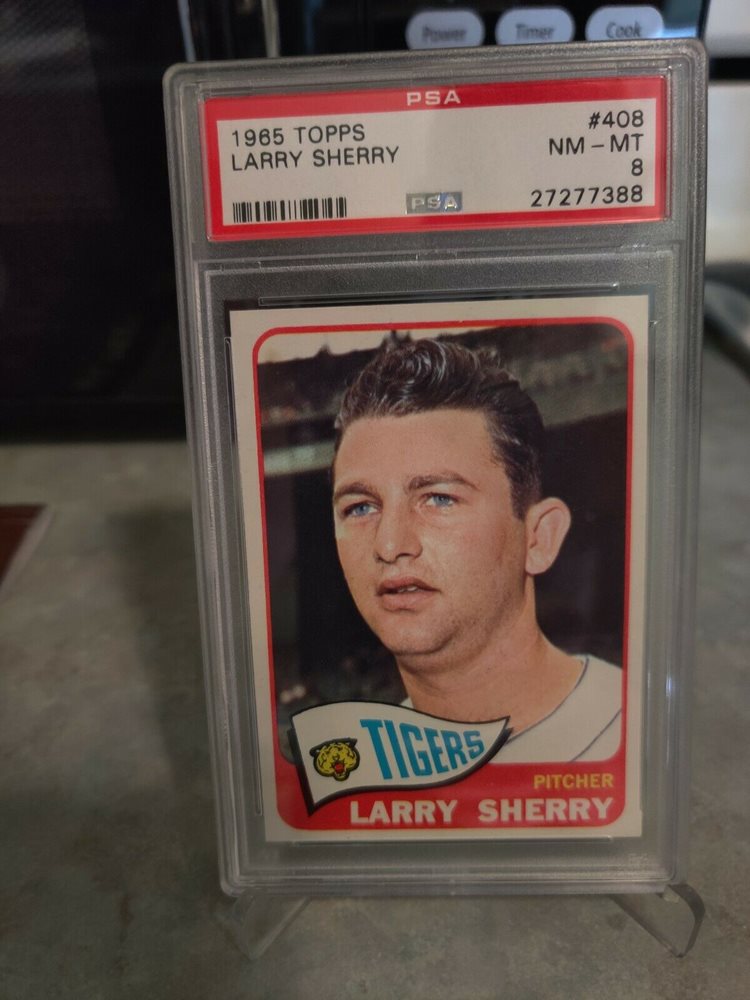 Power Timer Cook
PSA
1965 TOPPS
LARRY SHERRY
#408
NM - MT
8
PSA
27277388
TIGERS
PITCHER
LARRY SHERRY